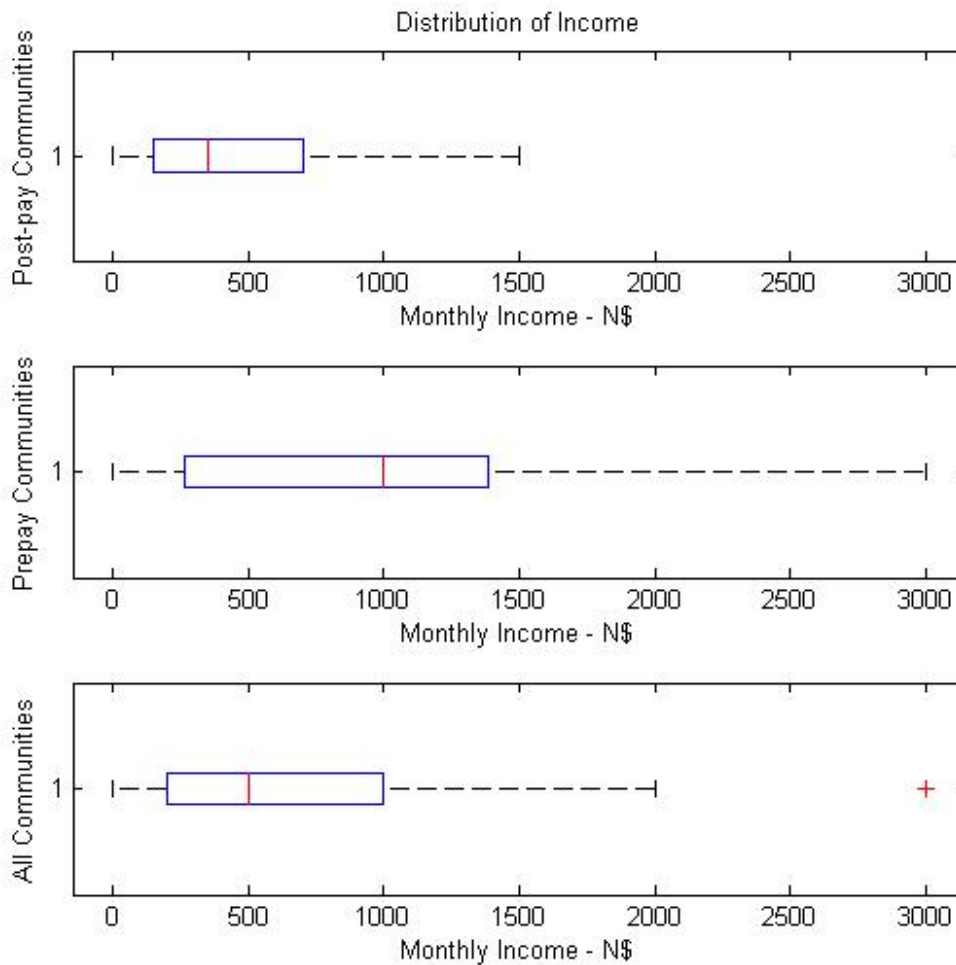 Distribution of Income
Post-pay Communities
1
0 500 1000 1500 2000 2500 3000
Monthly Income - N$
Prepay Communities
1
0 500 1000 1500 2000 2500 3000
Monthly Income - N$
All Communities
1
0 500 1000 1500 2000 2500 3000
Monthly Income - N$